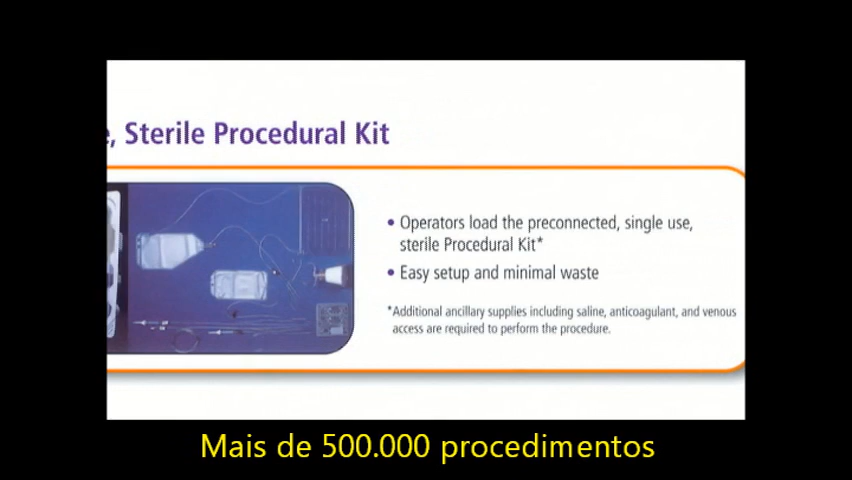 Sterile Procedural Kit
• Operators load the preconnected, single use,
sterile Procedural Kit*
• Easy setup and minimal waste
*Additional ancillary supplies including saline, anticoagulant, and venous
access are required to perform the procedure.
Mais de 500.000 procedimentos